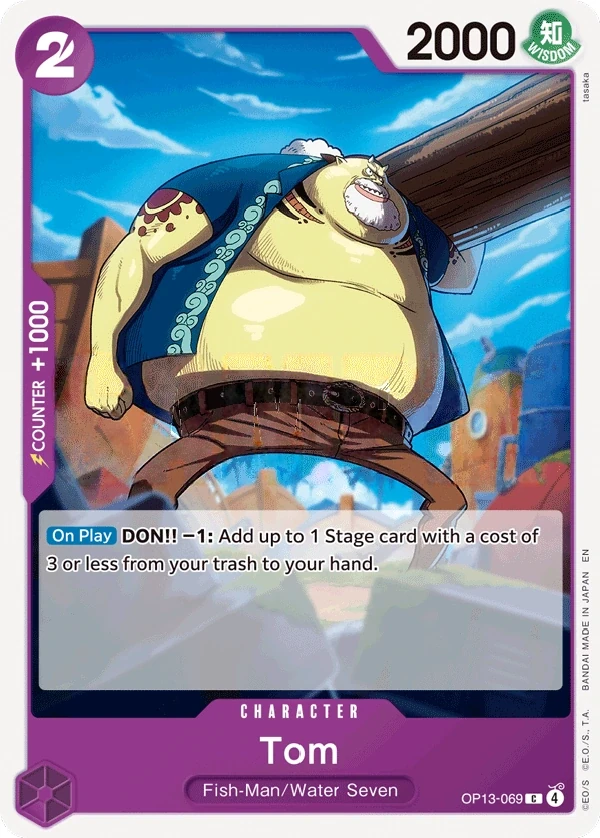 2
2000
知
WISDOM
tasaka
COUNTER +1000
On Play DON!! −1: Add up to 1 Stage card with a cost of
3 or less from your trash to your hand.
CHARACTER
Tom
Fish-Man/Water Seven
OP13-069 C 4
©EO/S ©E.O./S., T.A. BANDAI MADE IN JAPAN EN